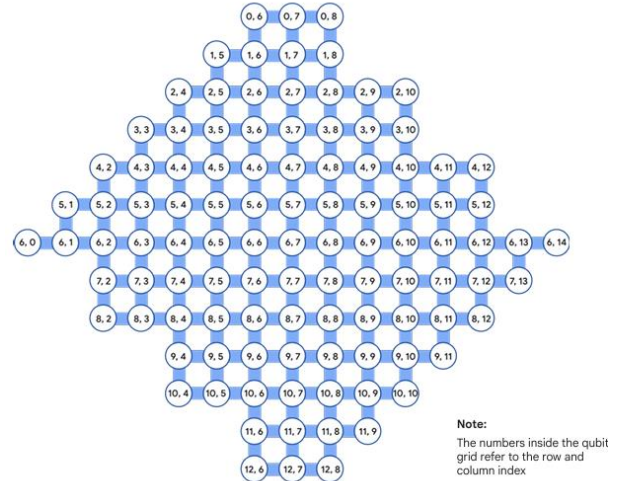 0, 6 0, 7 0, 8
1, 5 1, 6 1, 7 1, 8
2, 4 2, 5 2, 6 2, 7 2, 8 2, 9 2, 10
3, 3 3, 4 3, 5 3, 6 3, 7 3, 8 3, 9 3, 10
4, 2 4, 3 4, 4 4, 5 4, 6 4, 7 4, 8 4, 9 4, 10 4, 11 4, 12
5, 1 5, 2 5, 3 5, 4 5, 5 5, 6 5, 7 5, 8 5, 9 5, 10 5, 11 5, 12
6, 0 6, 1 6, 2 6, 3 6, 4 6, 5 6, 6 6, 7 6, 8 6, 9 6, 10 6, 11 6, 12 6, 13 6, 14
7, 2 7, 3 7, 4 7, 5 7, 6 7, 7 7, 8 7, 9 7, 10 7, 11 7, 12 7, 13
8, 2 8, 3 8, 4 8, 5 8, 6 8, 7 8, 8 8, 9 8, 10 8, 11 8, 12
9, 4 9, 5 9, 6 9, 7 9, 8 9, 9 9, 10 9, 11
10, 4 10, 5 10, 6 10, 7 10, 8 10, 9 10, 10
11, 6 11, 7 11, 8 11, 9
12, 6 12, 7 12, 8
Note:
The numbers inside the qubit
grid refer to the row and
column index